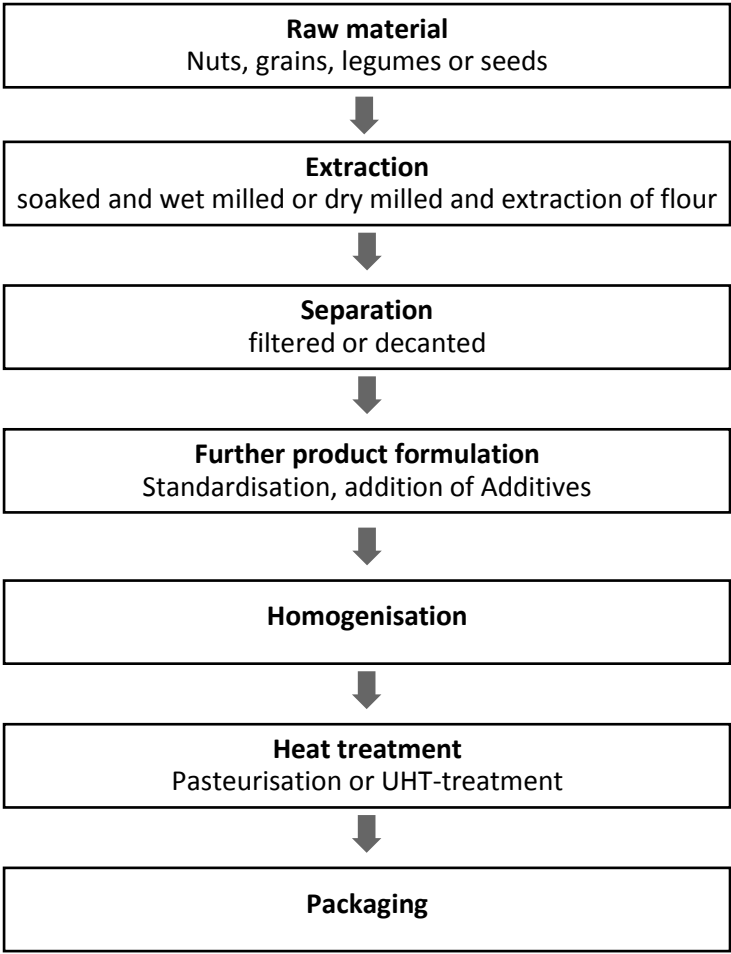 Raw material
Nuts, grains, legumes or seeds
Extraction
soaked and wet milled or dry milled and extraction of flour
Separation
filtered or decanted
Further product formulation
Standardisation, addition of Additives
Homogenisation
Heat treatment
Pasteurisation or UHT-treatment
Packaging